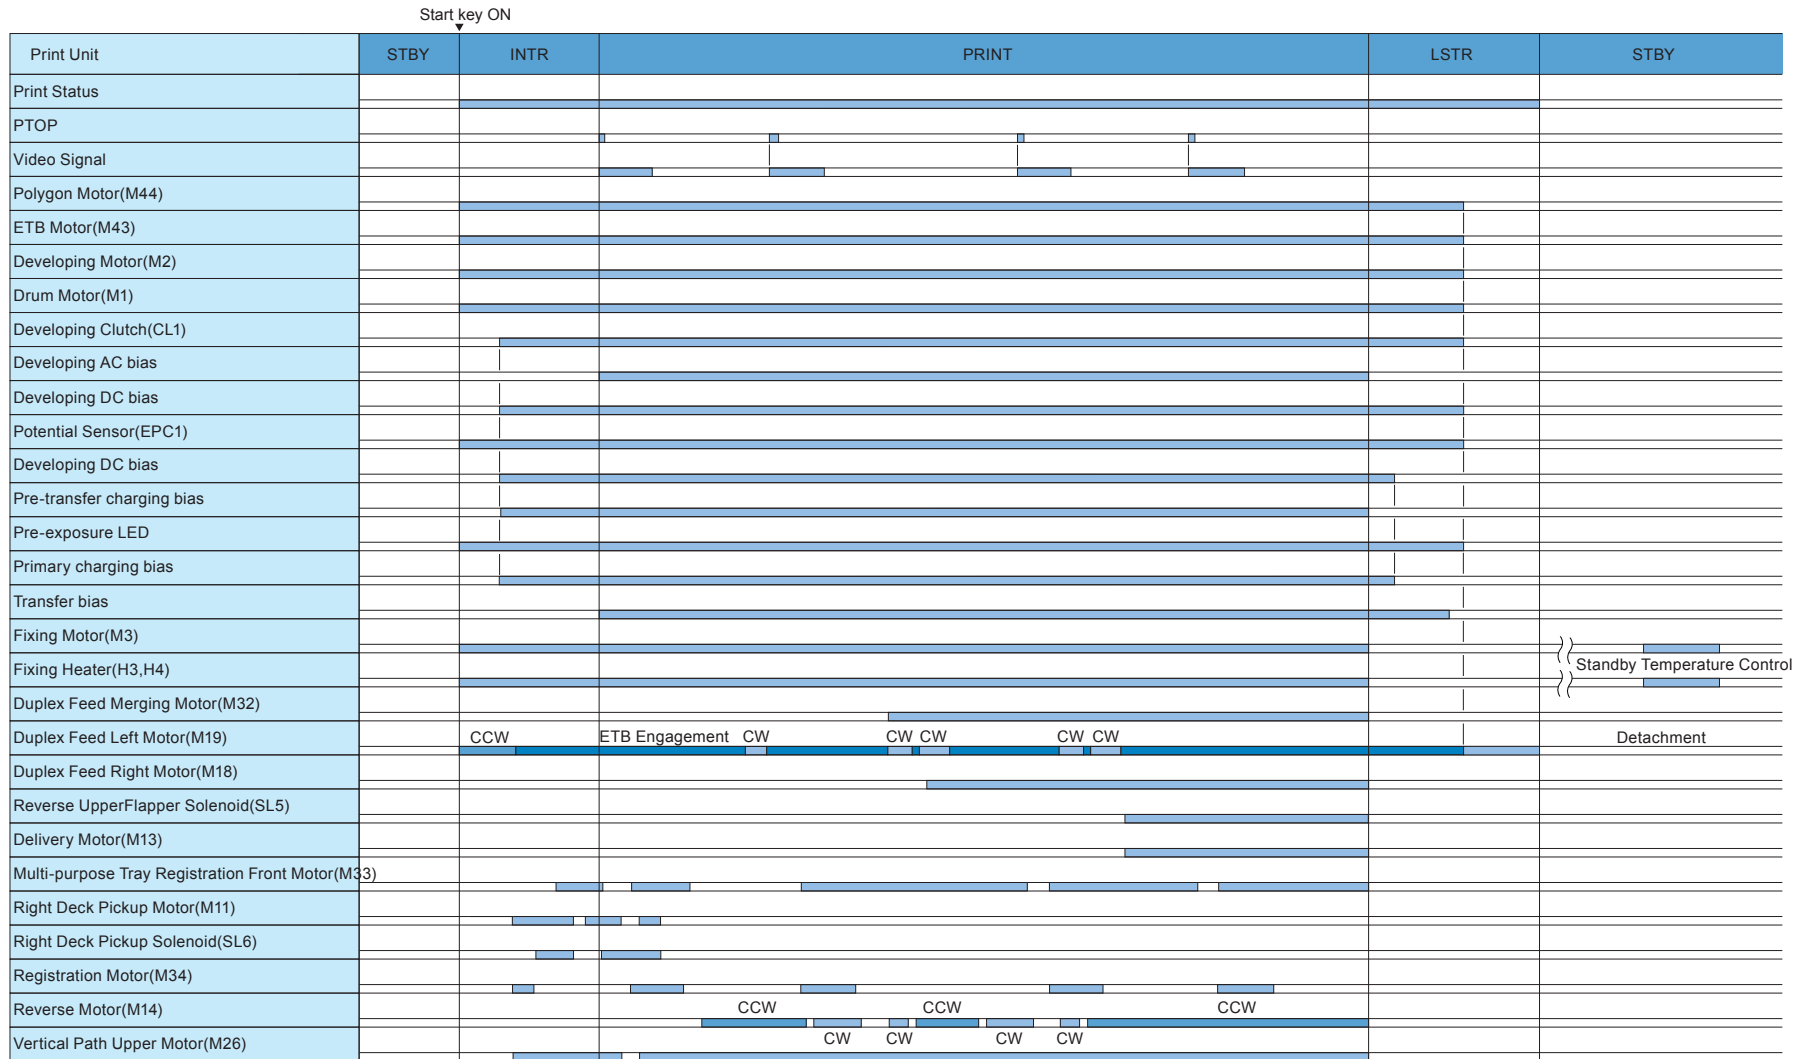 Start key ON
Print Unit STBY INTR PRINT LSTR STBY
Print Status
PTOP
Video Signal
Polygon Motor(M44)
ETB Motor(M43)
Developing Motor(M2)
Drum Motor(M1)
Developing Clutch(CL1)
Developing AC bias
Developing DC bias
Potential Sensor(EPC1)
Developing DC bias
Pre-transfer charging bias
Pre-exposure LED
Primary charging bias
Transfer bias
Fixing Motor(M3)
Standby Temperature Control
Fixing Heater(H3,H4)
Duplex Feed Merging Motor(M32)
Duplex Feed Left Motor(M19) CCW ETB Engagement CW CW CW CW CW Detachment
Duplex Feed Right Motor(M18)
Reverse UpperFlapper Solenoid(SL5)
Delivery Motor(M13)
Multi-purpose Tray Registration Front Motor(M33)
Right Deck Pickup Motor(M11)
Right Deck Pickup Solenoid(SL6)
Registration Motor(M34)
Reverse Motor(M14) CCW CCW CCW
CW CW CW CW
Vertical Path Upper Motor(M26)